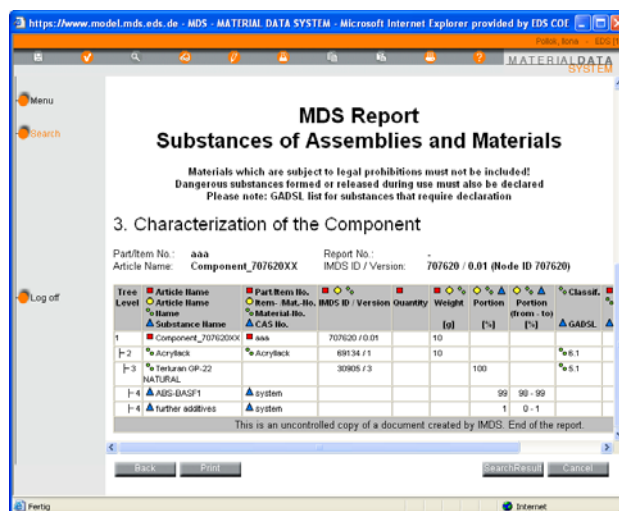 https://www.model.mds.eds.de - MDS - MATERIAL DATA SYSTEM - Microsoft Internet Explorer provided by EDS COE
Pollok, Ilona - EDS [1
MATERIALDATA
SYSTEM
Menu
Search
Log off
MDS Report
Substances of Assemblies and Materials
Materials which are subject to legal prohibitions must not be included!
Dangerous substances formed or released during use must also be declared
Please note: GADSL list for substances that require declaration
3. Characterization of the Component
Part/Item No.: aaa Report No.: -
Article Name: Component_707620XX IMDS ID / Version: 707620 / 0.01 (Node ID 707620)
Tree Article Name Part/Item No. Classif.
Level Article Name Item- Mat.-No. IMDS ID / Version Quantity Weight Portion Portion
Name Material-No. (from - to)
Substance Name CAS No. [g] [%] [%] GADSL
1 Component_707620XX aaa 707620 / 0.01 10
2 Acryllack Acryllack 69134 / 1 10 6.1
3 Terluran GP-22 30905 / 3 100 5.1
NATURAL
4 ABS-BASF1 system 99 98 - 99
4 further additives system 1 0 - 1
This is an uncontrolled copy of a document created by IMDS. End of the report.
Back Print SearchResult Cancel
Fertig Internet